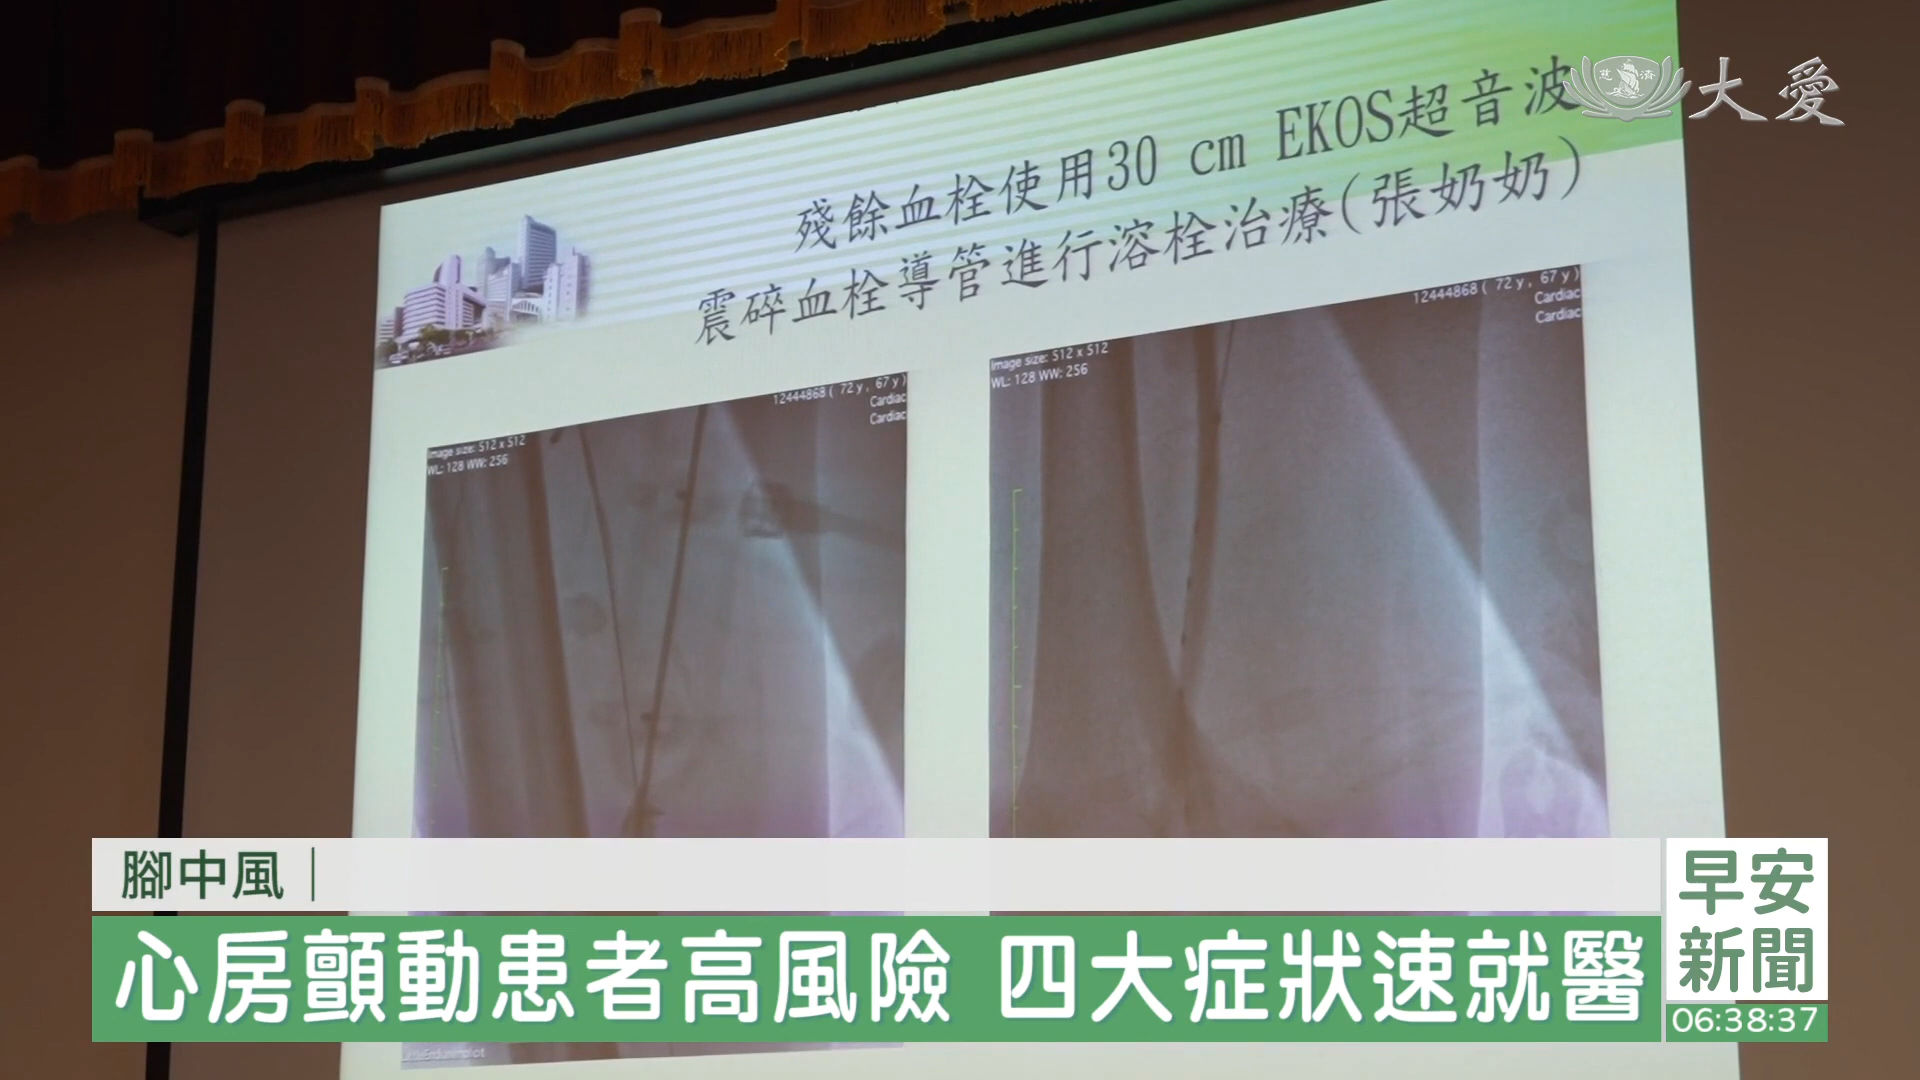 慈濟
大愛
殘餘血栓使用30 cm EKOS超音波
震碎血栓導管進行溶栓治療(張奶奶)
12444868 ( 72 y, 67 y )
Cardiac
Cardiac
Image size: 512 x 512
WL: 128 WW: 256
12444868 ( 72 y, 67 y )
Cardiac
Cardiac
Image size: 512 x 512
WL: 128 WW: 256
腳中風｜
心房顫動患者高風險 四大症狀速就醫
早安
新聞
06:38:37